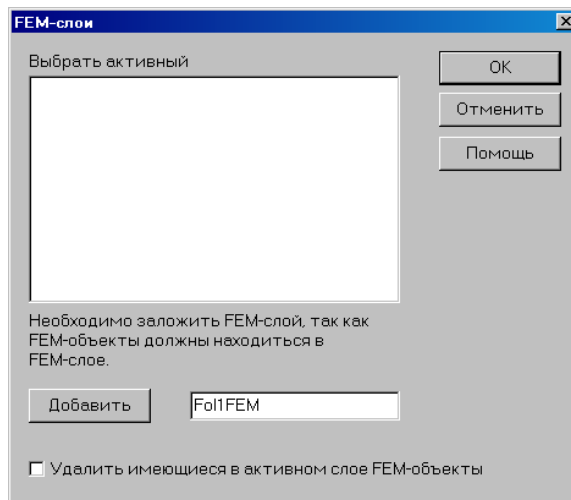 FEM-слои
Выбрать активный
OK
Отменить
Помощь
Необходимо заложить FEM-слой, так как
FEM-объекты должны находиться в
FEM-слое.
Добавить
Fol1FEM
Удалить имеющиеся в активном слое FEM-объекты